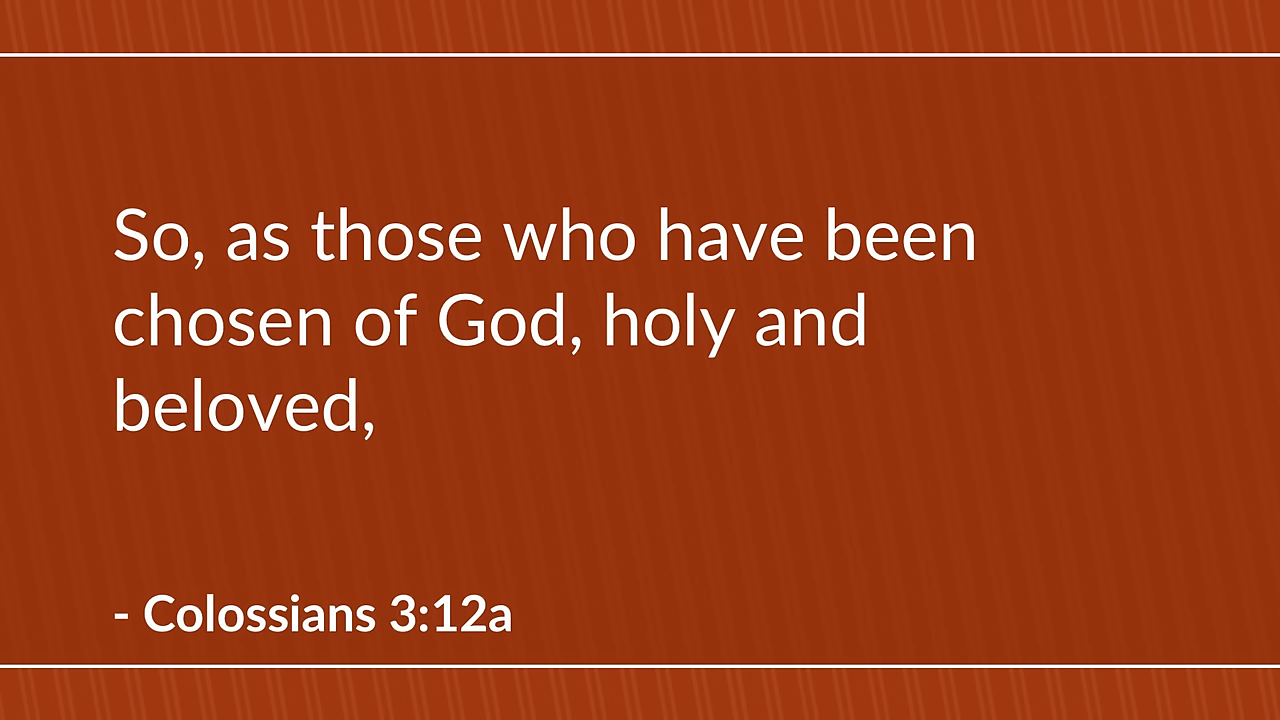 So, as those who have been
chosen of God, holy and
beloved,
- Colossians 3:12a